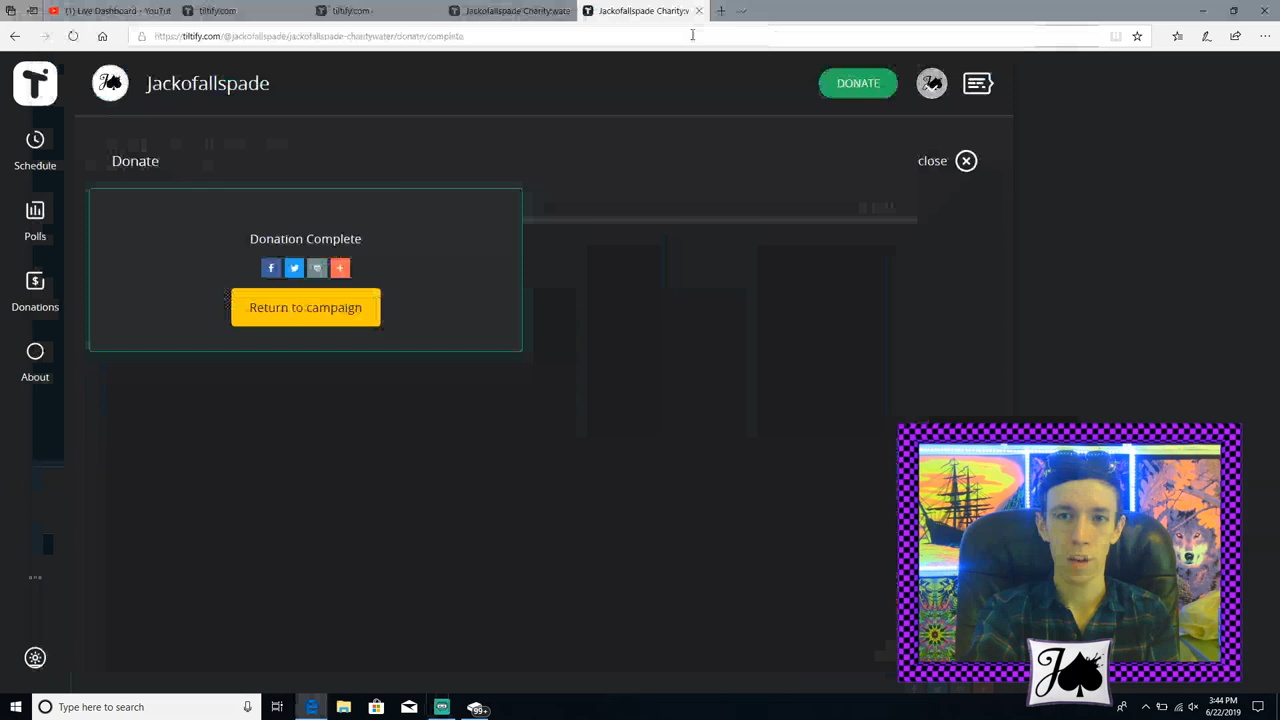 (1) Live Dashboard - YouT
tiltify.com
tiltify.com
Jackofallspade Charity:wate
Jackofallspade Charity:w
https://tiltify.com/@jackofallspade/jackofallspade-charitywater/donate/complete
Jackofallspade
DONATE
Schedule
Polls
Donations
About
Donate
close
Donation Complete
Return to campaign
J
Type here to search
99+
3:44 PM
6/22/2019